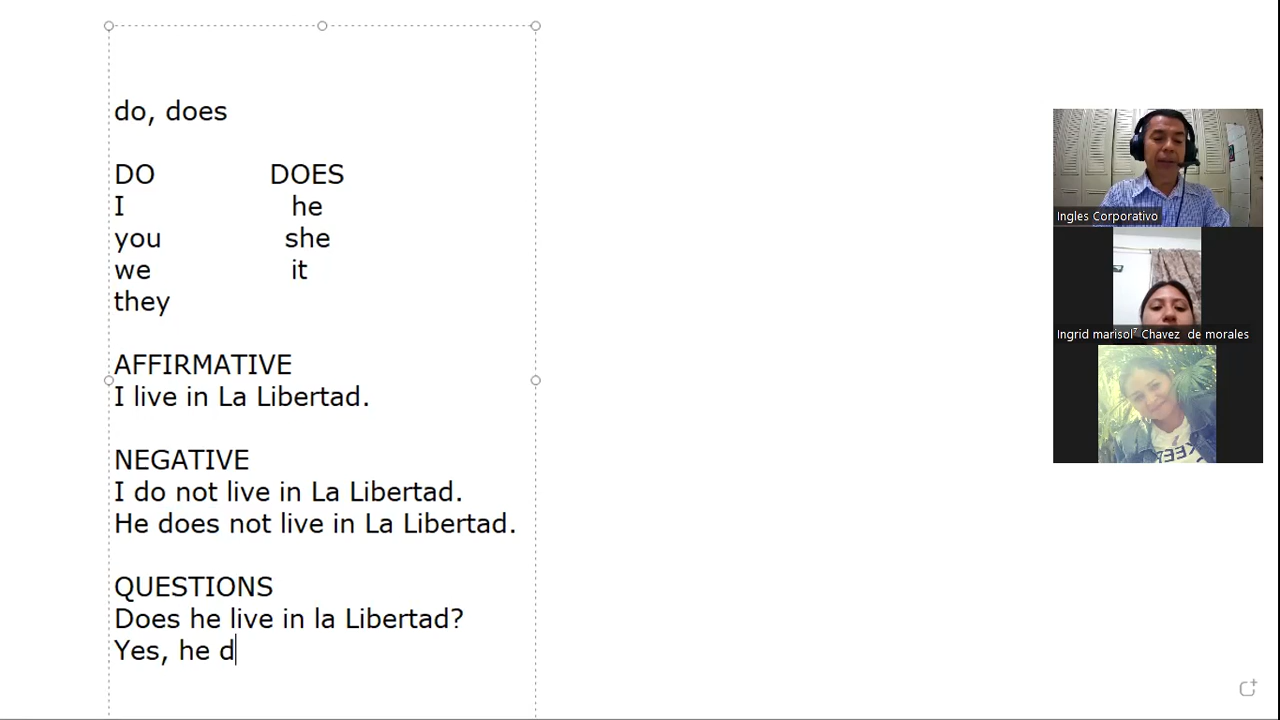 do, does
DO DOES
I he
you she
we it
they
AFFIRMATIVE
I live in La Libertad.
NEGATIVE
I do not live in La Libertad.
He does not live in La Libertad.
QUESTIONS
Does he live in la Libertad?
Yes, he d
Ingles Corporativo
Ingrid marisol¨ Chavez de morales